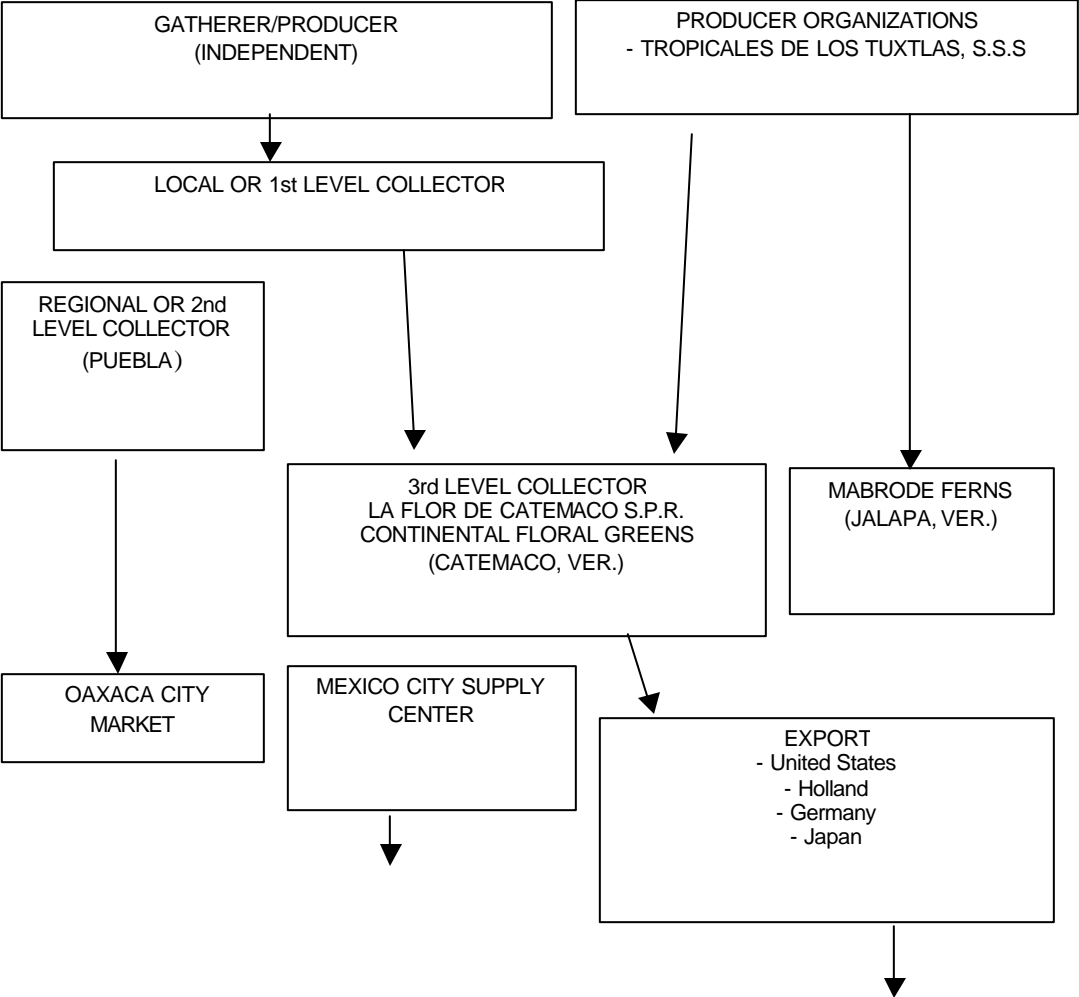 GATHERER/PRODUCER
(INDEPENDENT)
PRODUCER ORGANIZATIONS
- TROPICALES DE LOS TUXTLAS, S.S.S
LOCAL OR 1st LEVEL COLLECTOR
REGIONAL OR 2nd
LEVEL COLLECTOR
(PUEBLA)
3rd LEVEL COLLECTOR
LA FLOR DE CATEMACO S.P.R.
CONTINENTAL FLORAL GREENS
(CATEMACO, VER.)
MABRODE FERNS
(JALAPA, VER.)
OAXACA CITY
MARKET
MEXICO CITY SUPPLY
CENTER
EXPORT
- United States
- Holland
- Germany
- Japan